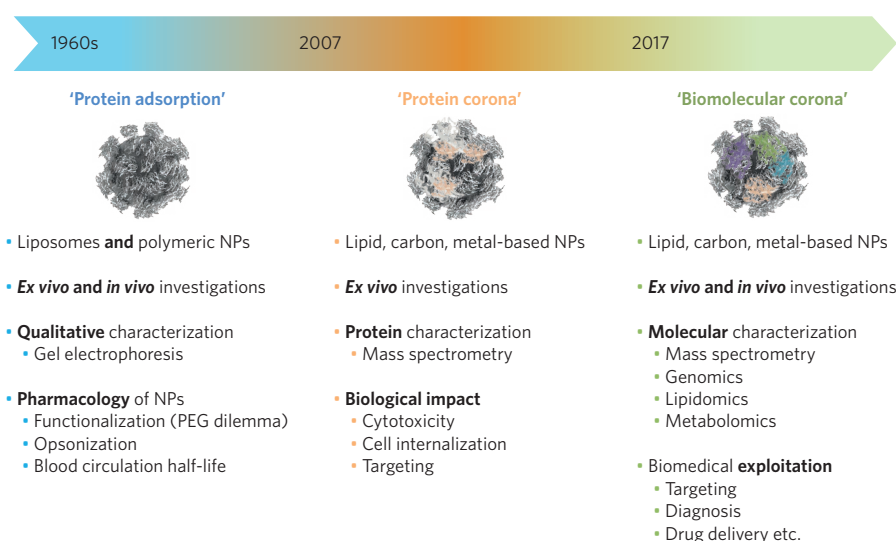 1960s
2007
2017
‘Protein adsorption’
• Liposomes and polymeric NPs
• Ex vivo and in vivo investigations
• Qualitative characterization
• Gel electrophoresis
• Pharmacology of NPs
• Functionalization (PEG dilemma)
• Opsonization
• Blood circulation half-life
‘Protein corona’
• Lipid, carbon, metal-based NPs
• Ex vivo investigations
• Protein characterization
• Mass spectrometry
• Biological impact
• Cytotoxicity
• Cell internalization
• Targeting
‘Biomolecular corona’
• Lipid, carbon, metal-based NPs
• Ex vivo and in vivo investigations
• Molecular characterization
• Mass spectrometry
• Genomics
• Lipidomics
• Metabolomics
• Biomedical exploitation
• Targeting
• Diagnosis
• Drug delivery etc.